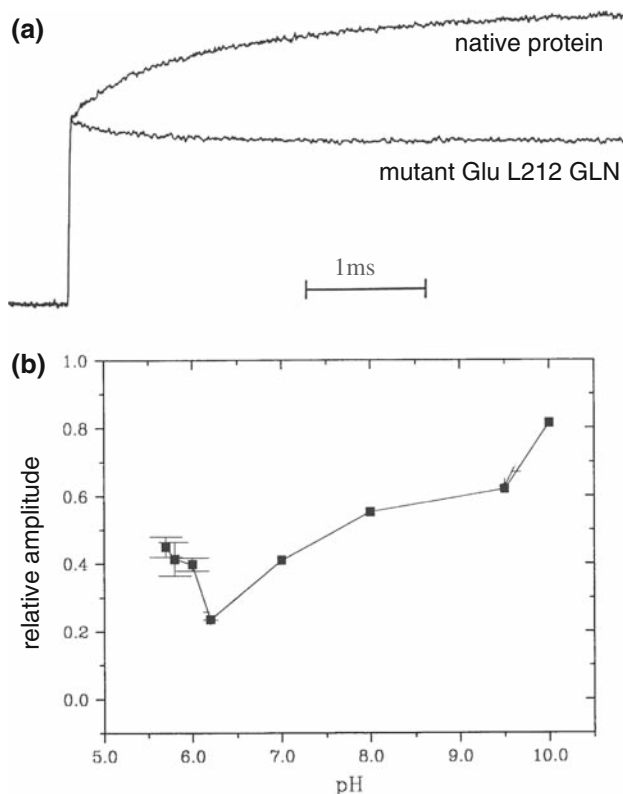 (a)
native protein
mutant Glu L212 GLN
1ms
(b)
1.0
0.8
0.6
0.4
0.2
0.0
relative amplitude
5.0 6.0 7.0 8.0 9.0 10.0
pH